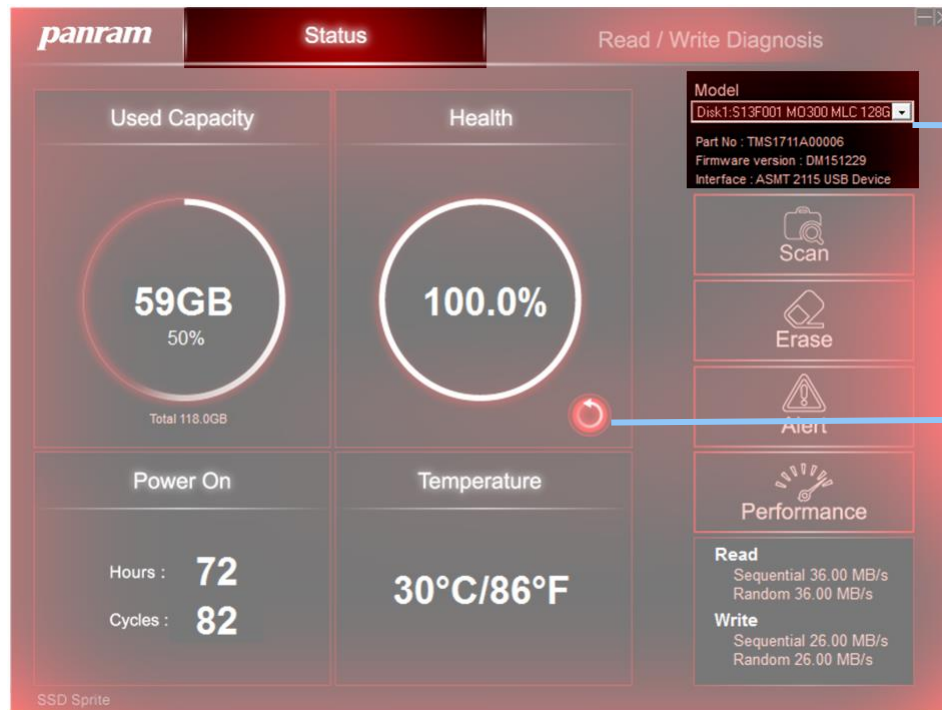 panram
Status
Read / Write Diagnosis
Used Capacity
59GB
50%
Total 118.0GB
Health
100.0%
Power On
Hours : 72
Cycles : 82
Temperature
30°C/86°F
Model
Disk1:S13F001 MO300 MLC 128G
Part No : TMS1711A00006
Firmware version : DM151229
Interface : ASMT 2115 USB Device
Scan
Erase
Alert
Performance
Read
Sequential 36.00 MB/s
Random 36.00 MB/s
Write
Sequential 26.00 MB/s
Random 26.00 MB/s
SSD Sprite